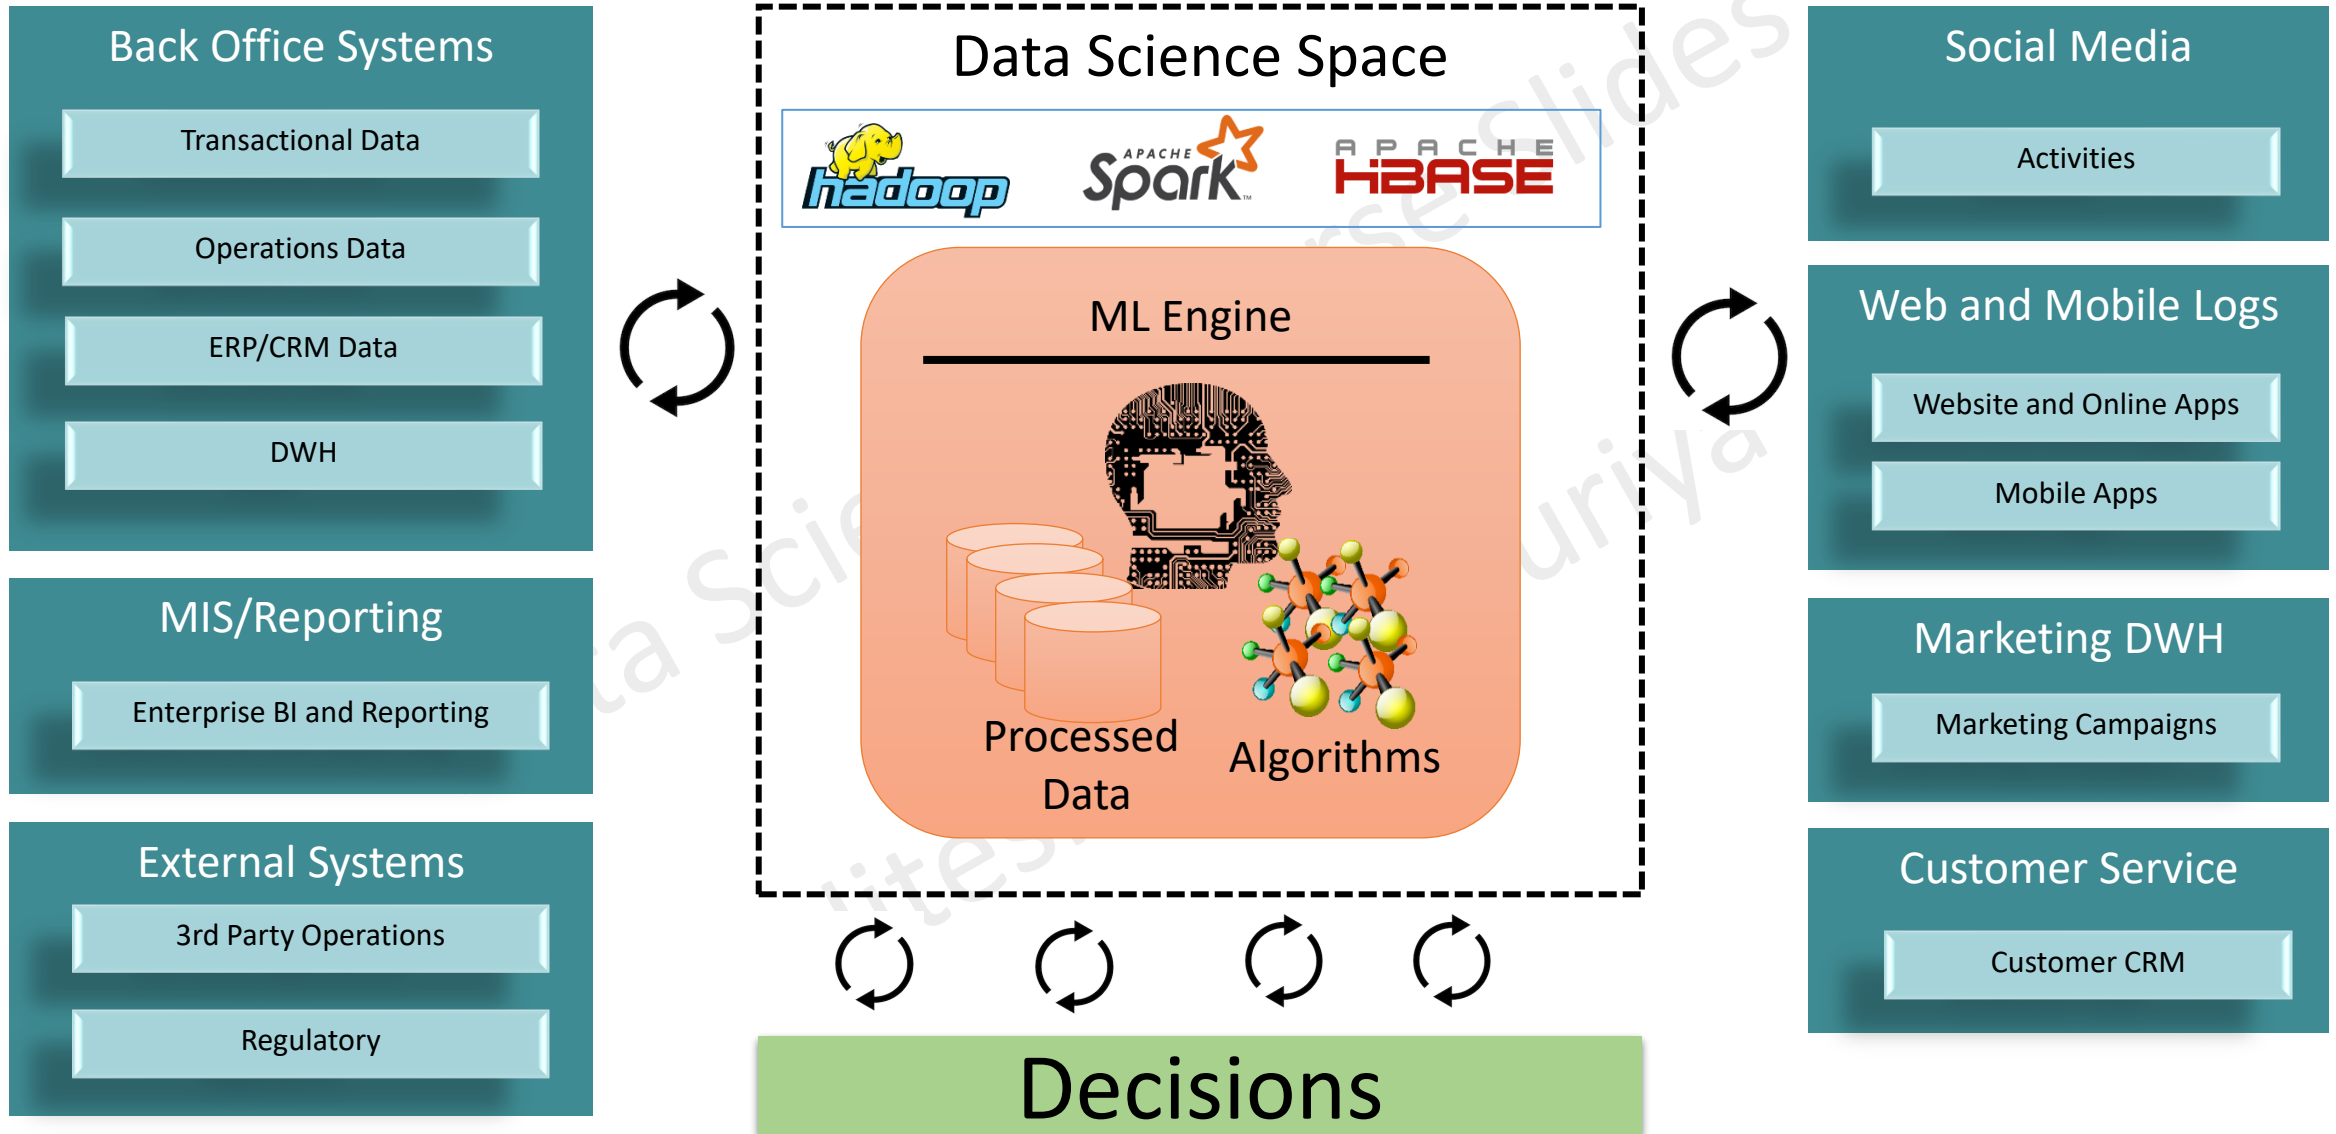 Back Office Systems
Transactional Data
Operations Data
ERP/CRM Data
DWH
MIS/Reporting
Enterprise BI and Reporting
External Systems
3rd Party Operations
Regulatory
Data Science Space
hadoop
APACHE
Spark™
APACHE
HBASE
ML Engine
Processed
Data
Algorithms
Decisions
Social Media
Activities
Web and Mobile Logs
Website and Online Apps
Mobile Apps
Marketing DWH
Marketing Campaigns
Customer Service
Customer CRM
slides